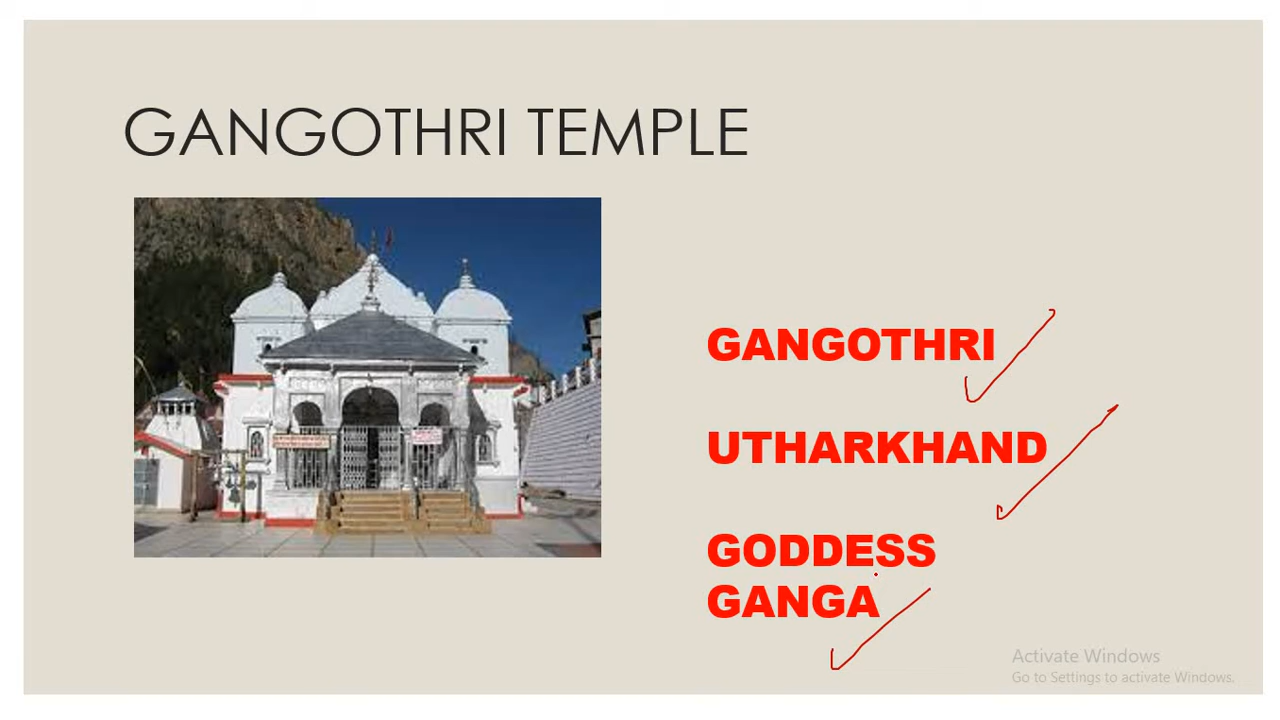 GANGOTHRI TEMPLE
GANGOTHRI
UTHARKHAND
GODDESS
GANGA
Activate Windows
Go to Settings to activate Windows.